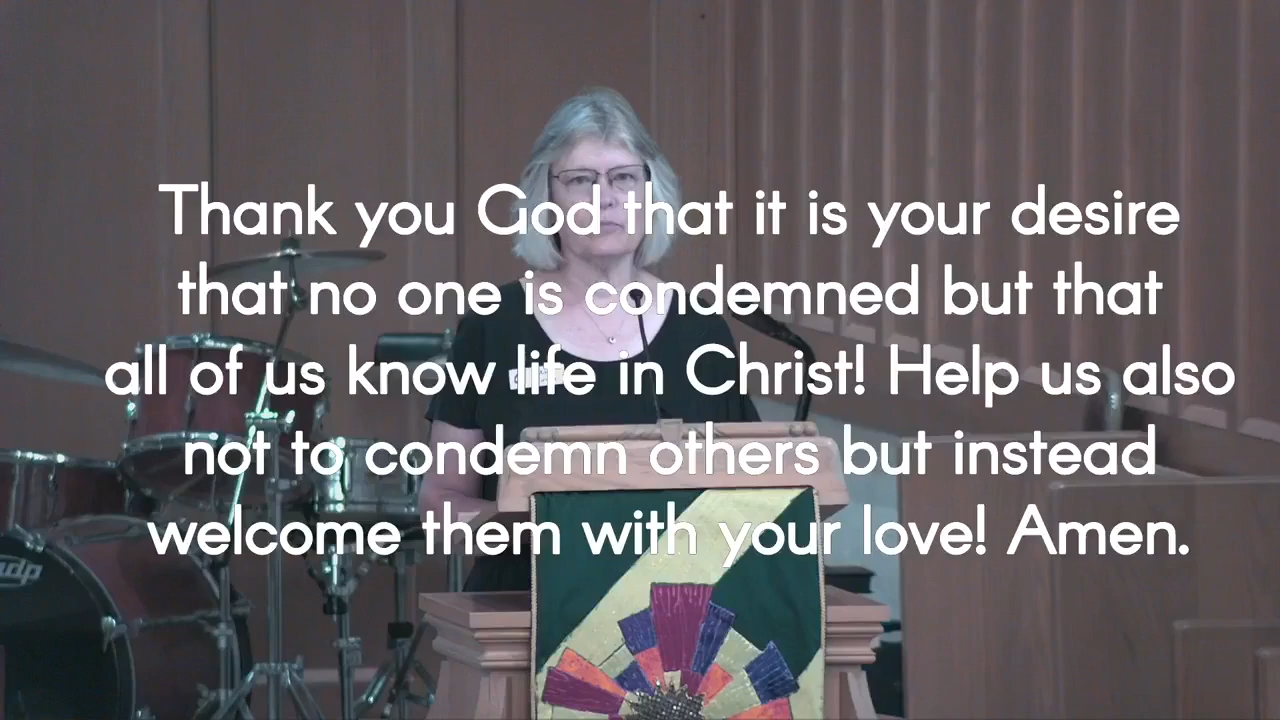 Thank you God that it is your desire
that no one is condemned but that
all of us know life in Christ! Help us also
not to condemn others but instead
welcome them with your love! Amen.